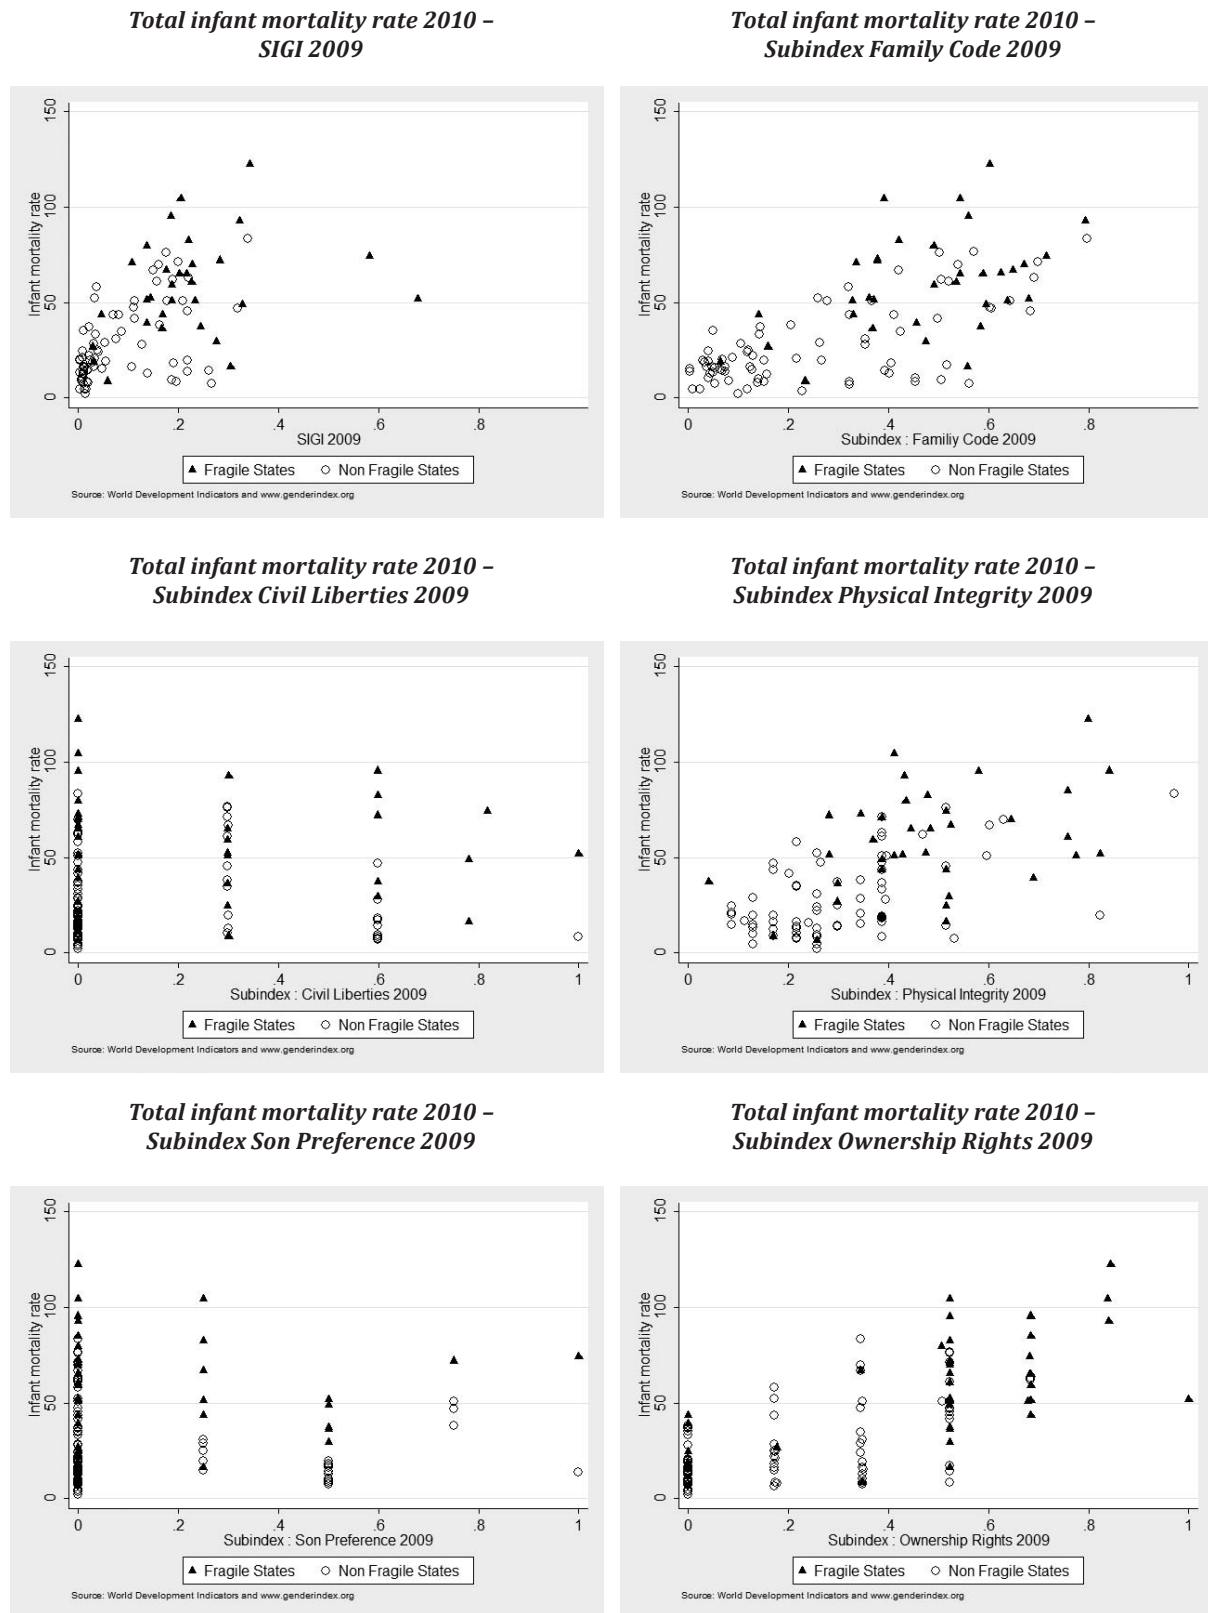 Total infant mortality rate 2010 –
SIGI 2009
150
100
50
0
Infant mortality rate
0 .2 .4 .6 .8
SIGI 2009
▲ Fragile States ○ Non Fragile States
Source: World Development Indicators and www.genderindex.org
Total infant mortality rate 2010 –
Subindex Family Code 2009
150
100
50
0
Infant mortality rate
0 .2 .4 .6 .8
Subindex : Familiy Code 2009
▲ Fragile States ○ Non Fragile States
Source: World Development Indicators and www.genderindex.org
Total infant mortality rate 2010 –
Subindex Civil Liberties 2009
150
100
50
0
Infant mortality rate
0 .2 .4 .6 .8 1
Subindex : Civil Liberties 2009
▲ Fragile States ○ Non Fragile States
Source: World Development Indicators and www.genderindex.org
Total infant mortality rate 2010 –
Subindex Physical Integrity 2009
150
100
50
0
Infant mortality rate
0 .2 .4 .6 .8 1
Subindex : Physical Integrity 2009
▲ Fragile States ○ Non Fragile States
Source: World Development Indicators and www.genderindex.org
Total infant mortality rate 2010 –
Subindex Son Preference 2009
150
100
50
0
Infant mortality rate
0 .2 .4 .6 .8 1
Subindex : Son Preference 2009
▲ Fragile States ○ Non Fragile States
Source: World Development Indicators and www.genderindex.org
Total infant mortality rate 2010 –
Subindex Ownership Rights 2009
150
100
50
0
Infant mortality rate
0 .2 .4 .6 .8 1
Subindex : Ownership Rights 2009
▲ Fragile States ○ Non Fragile States
Source: World Development Indicators and www.genderindex.org